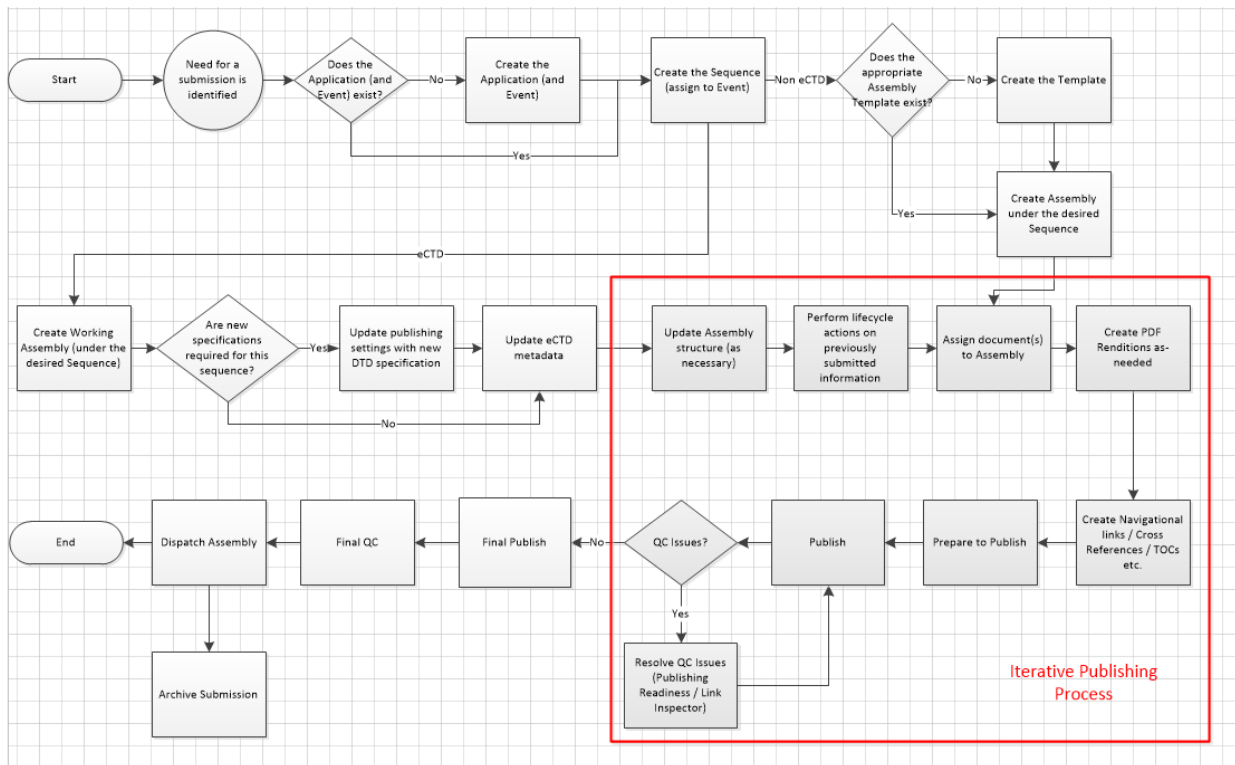 Start
Need for a
submission is
identified
Does the
Application (and
Event) exist?
No
Create the
Application (and
Event)
Yes
Create the Sequence
(assign to Event)
Non eCTD
Does the
appropriate
Assembly
Template exist?
No
Create the Template
Yes
Create Assembly
under the desired
Sequence
eCTD
Create Working
Assembly (under the
desired Sequence)
Are new
specifications
required for this
sequence?
Yes
Update publishing
settings with new
DTD specification
No
Update eCTD
metadata
Update Assembly
structure (as
necessary)
Perform lifecycle
actions on
previously
submitted
information
Assign document(s)
to Assembly
Create PDF
Renditions as-
needed
Create Navigational
links / Cross
References / TOCs
etc.
Prepare to Publish
Publish
QC Issues?
No
Yes
Resolve QC Issues
(Publishing
Readiness / Link
Inspector)
Final Publish
Final QC
Dispatch Assembly
End
Archive Submission
Iterative Publishing
Process